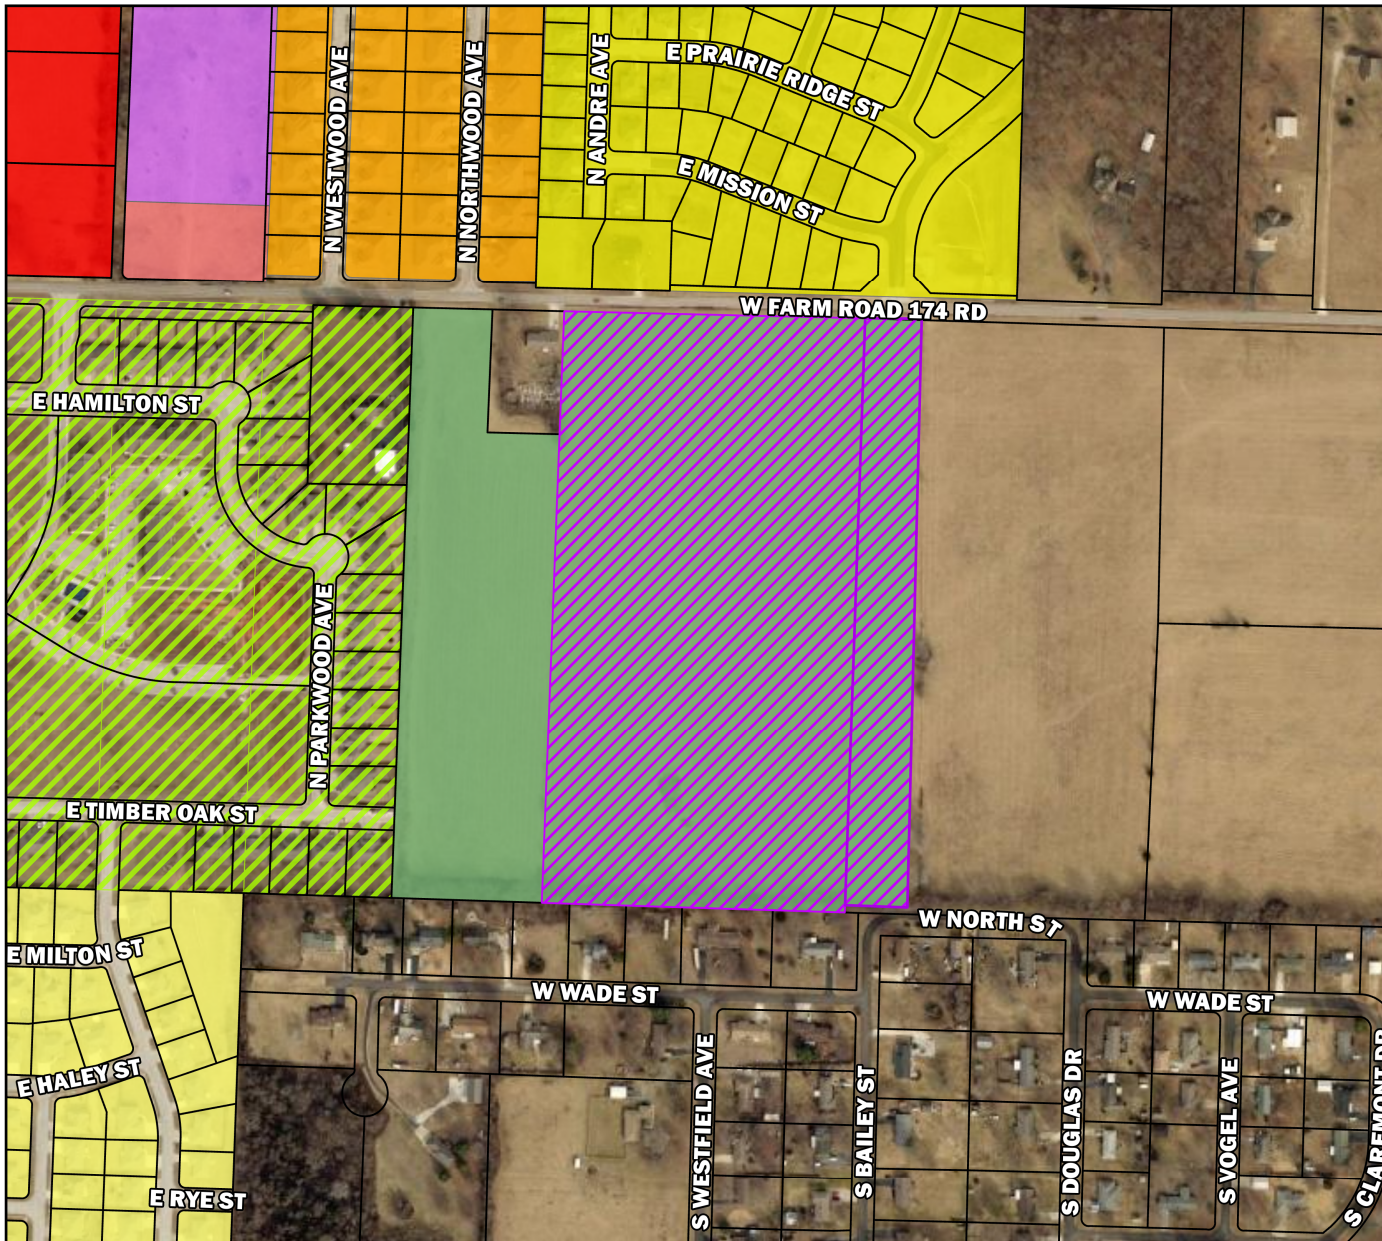 N WESTWOOD AVE
N NORTHWOOD AVE
N ANDRE AVE
E PRAIRIE RIDGE ST
E MISSION ST
W FARM ROAD 174 RD
E HAMILTON ST
N PARKWOOD AVE
E TIMBER OAK ST
W NORTH ST
E MILTON ST
W WADE ST
W WADE ST
E HALEY ST
S WESTFIELD AVE
S BAILEY ST
S DOUGLAS DR
S VOGEL AVE
S CLAREMONT DR
E RYE ST